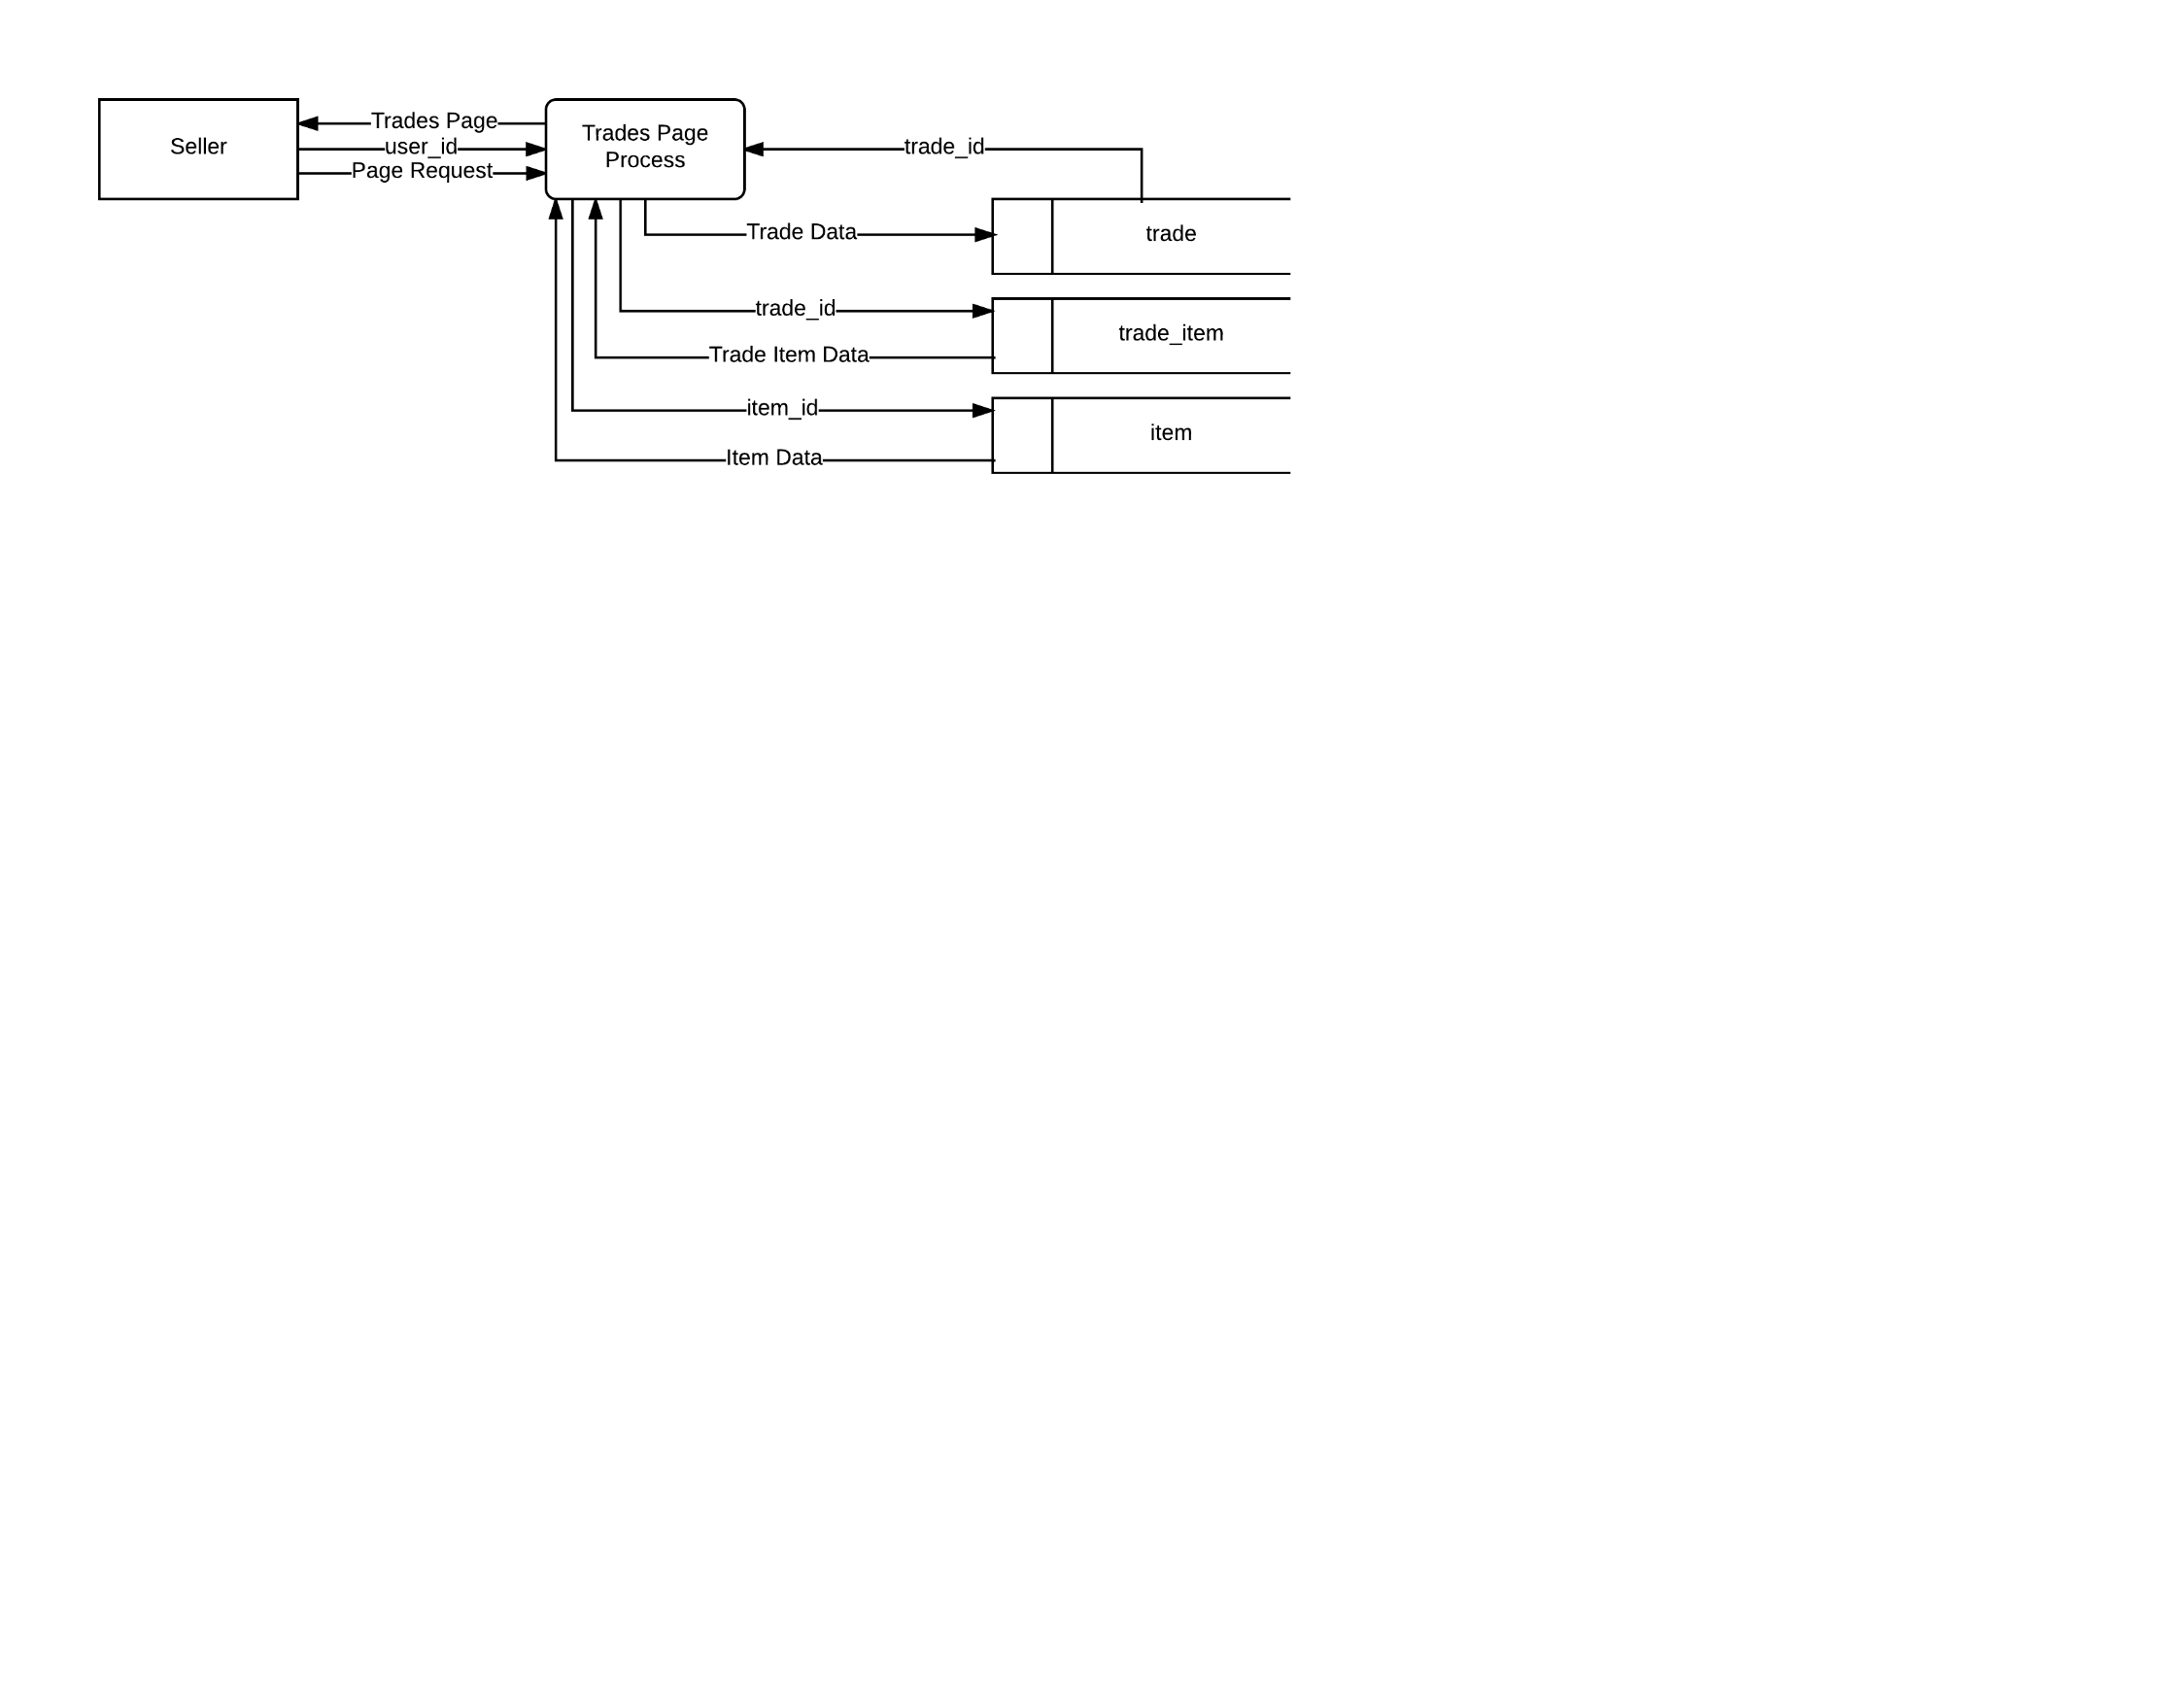 Trades Page
Seller
user_id
Page Request
Trades Page
Process
trade_id
Trade Data
trade
trade_id
trade_item
Trade Item Data
item_id
item
Item Data